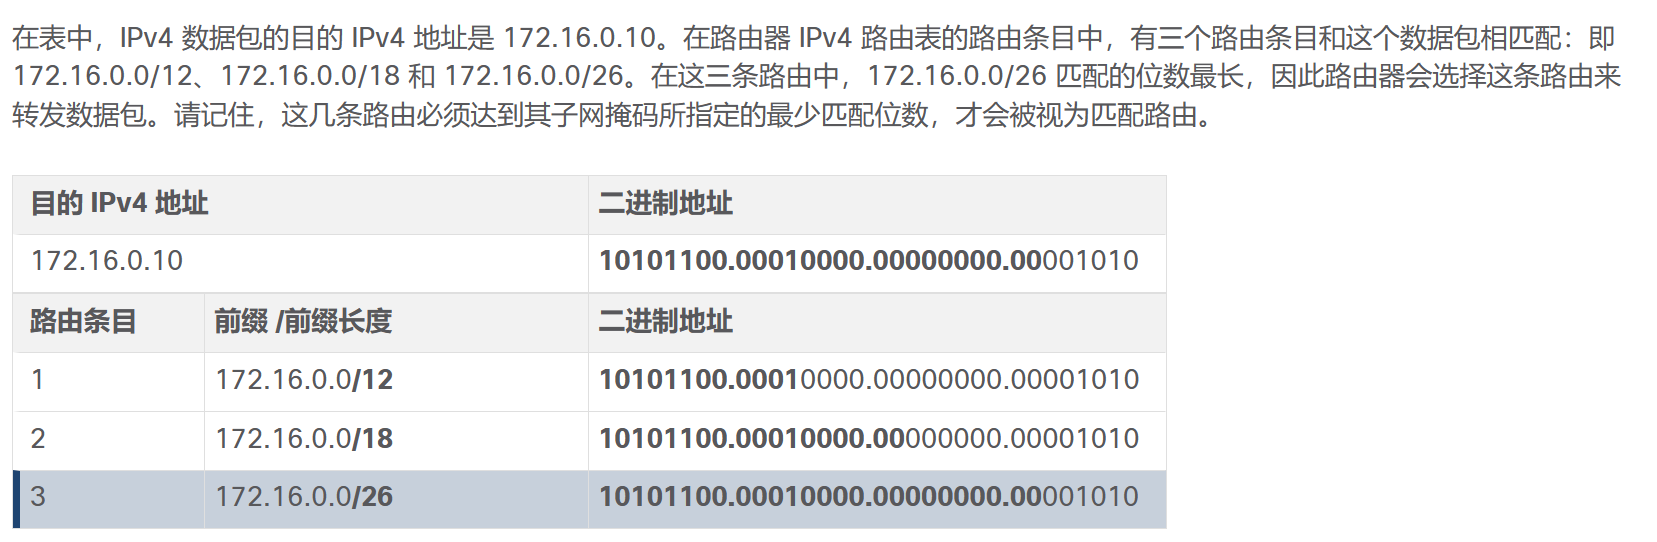 在表中，IPv4 数据包的目的 IPv4 地址是 172.16.0.10。在路由器 IPv4 路由表的路由条目中，有三个路由条目和这个数据包相匹配：即
172.16.0.0/12、172.16.0.0/18 和 172.16.0.0/26。在这三条路由中，172.16.0.0/26 匹配的位数最长，因此路由器会选择这条路由来
转发数据包。请记住，这几条路由必须达到其子网掩码所指定的最少匹配位数，才会被视为匹配路由。
目的 IPv4 地址 二进制地址
172.16.0.10 10101100.00010000.00000000.00001010
路由条目 前缀 /前缀长度 二进制地址
1 172.16.0.0/12 10101100.00010000.00000000.00001010
2 172.16.0.0/18 10101100.00010000.00000000.00001010
3 172.16.0.0/26 10101100.00010000.00000000.00001010